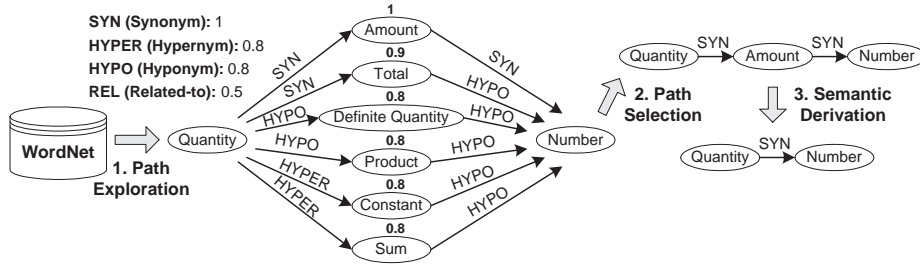 SYN (Synonym): 1
HYPER (Hypernym): 0.8
HYPO (Hyponym): 0.8
REL (Related-to): 0.5
WordNet
1. Path
Exploration
Quantity
SYN
SYN
HYPO
HYPO
HYPER
HYPER
1
Amount
0.9
Total
0.8
Definite Quantity
0.8
Product
0.8
Constant
0.8
Sum
SYN
HYPO
HYPO
HYPO
HYPO
HYPO
Number
2. Path
Selection
Quantity SYN Amount SYN Number
3. Semantic
Derivation
Quantity SYN Number